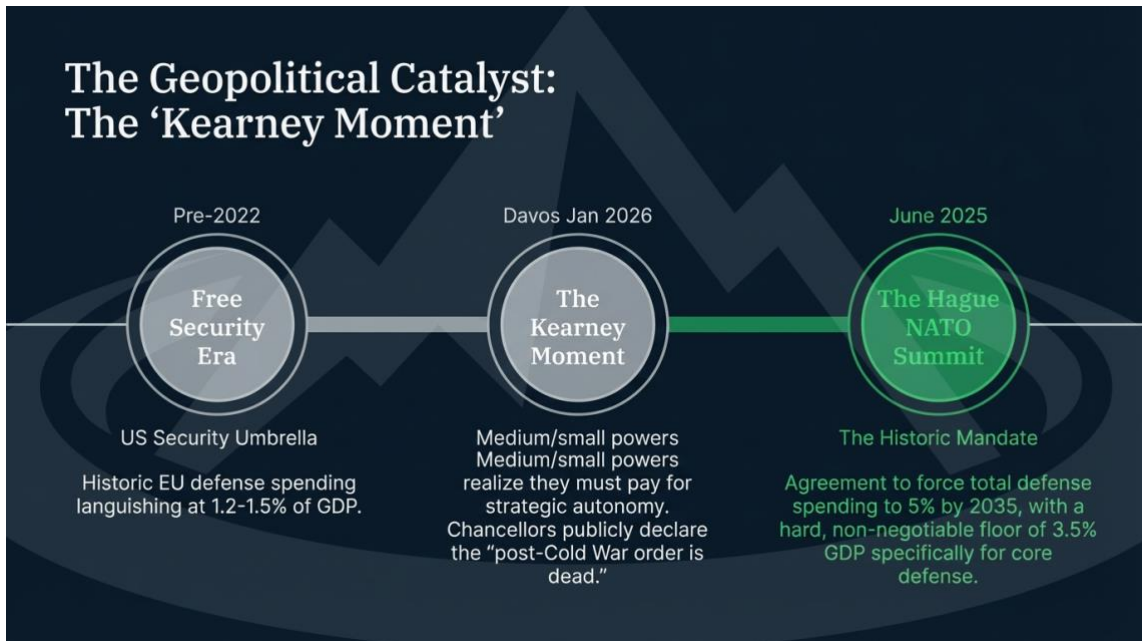 The Geopolitical Catalyst:
The ‘Kearney Moment’
Pre-2022
Free
Security
Era
US Security Umbrella
Historic EU defense spending
languishing at 1.2-1.5% of GDP.
Davos Jan 2026
The
Kearney
Moment
Medium/small powers
Medium/small powers
realize they must pay for
strategic autonomy.
Chancellors publicly declare
the “post-Cold War order is
dead.”
June 2025
The Hague
NATO
Summit
The Historic Mandate
Agreement to force total defense
spending to 5% by 2035, with a
hard, non-negotiable floor of 3.5%
GDP specifically for core
defense.